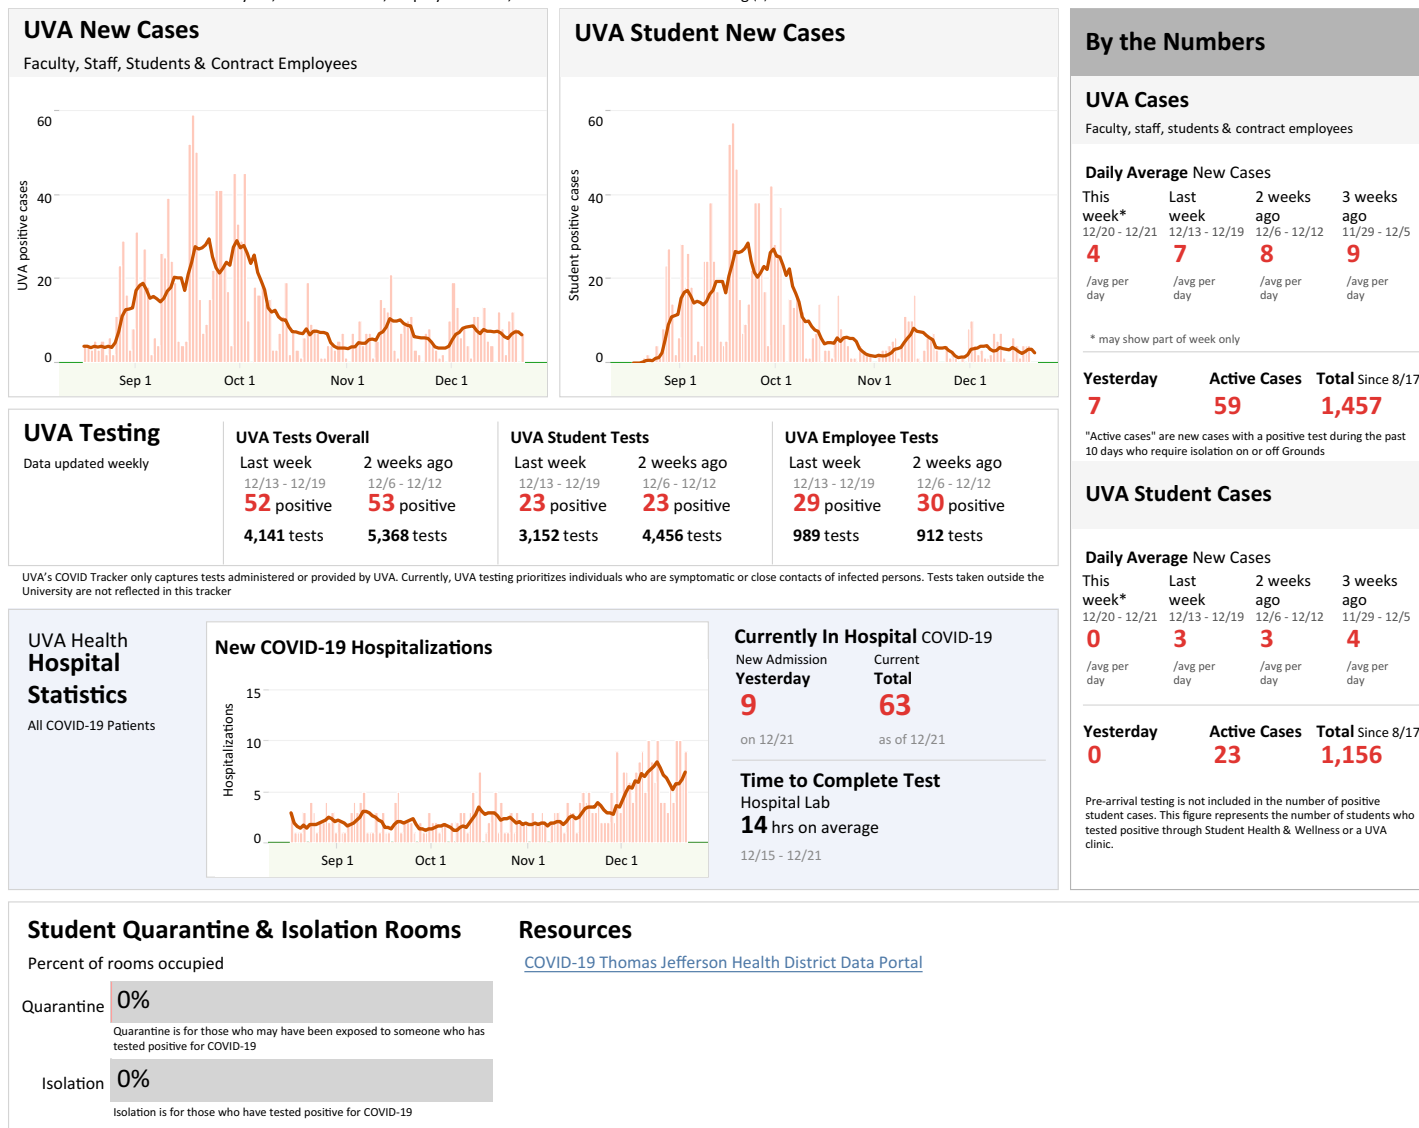 UVA New Cases
Faculty, Staff, Students & Contract Employees
60
40
20
0
UVA positive cases
Sep 1
Oct 1
Nov 1
Dec 1
UVA Student New Cases
60
40
20
0
Student positive cases
Sep 1
Oct 1
Nov 1
Dec 1
By the Numbers
UVA Cases
Faculty, staff, students & contract employees
Daily Average New Cases
This week*
12/20 - 12/21
4
/avg per day
Last week
12/13 - 12/19
7
/avg per day
2 weeks ago
12/6 - 12/12
8
/avg per day
3 weeks ago
11/29 - 12/5
9
/avg per day
* may show part of week only
Yesterday
7
Active Cases
59
Total Since 8/17
1,457
"Active cases" are new cases with a positive test during the past
10 days who require isolation on or off Grounds
UVA Student Cases
Daily Average New Cases
This week*
12/20 - 12/21
0
/avg per day
Last week
12/13 - 12/19
3
/avg per day
2 weeks ago
12/6 - 12/12
3
/avg per day
3 weeks ago
11/29 - 12/5
4
/avg per day
Yesterday
0
Active Cases
23
Total Since 8/17
1,156
Pre-arrival testing is not included in the number of positive
student cases. This figure represents the number of students who
tested positive through Student Health & Wellness or a UVA
clinic.
UVA Testing
Data updated weekly
UVA Tests Overall
Last week
12/13 - 12/19
52 positive
4,141 tests
2 weeks ago
12/6 - 12/12
53 positive
5,368 tests
UVA Student Tests
Last week
12/13 - 12/19
23 positive
3,152 tests
2 weeks ago
12/6 - 12/12
23 positive
4,456 tests
UVA Employee Tests
Last week
12/13 - 12/19
29 positive
989 tests
2 weeks ago
12/6 - 12/12
30 positive
912 tests
UVA's COVID Tracker only captures tests administered or provided by UVA. Currently, UVA testing prioritizes individuals who are symptomatic or close contacts of infected persons. Tests taken outside the
University are not reflected in this tracker
UVA Health
Hospital
Statistics
All COVID-19 Patients
New COVID-19 Hospitalizations
15
10
5
0
Hospitalizations
Sep 1
Oct 1
Nov 1
Dec 1
Currently In Hospital COVID-19
New Admission
Yesterday
9
on 12/21
Current
Total
63
as of 12/21
Time to Complete Test
Hospital Lab
14 hrs on average
12/15 - 12/21
Student Quarantine & Isolation Rooms
Percent of rooms occupied
Quarantine
0%
Quarantine is for those who may have been exposed to someone who has
tested positive for COVID-19
Isolation
0%
Isolation is for those who have tested positive for COVID-19
Resources
COVID-19 Thomas Jefferson Health District Data Portal